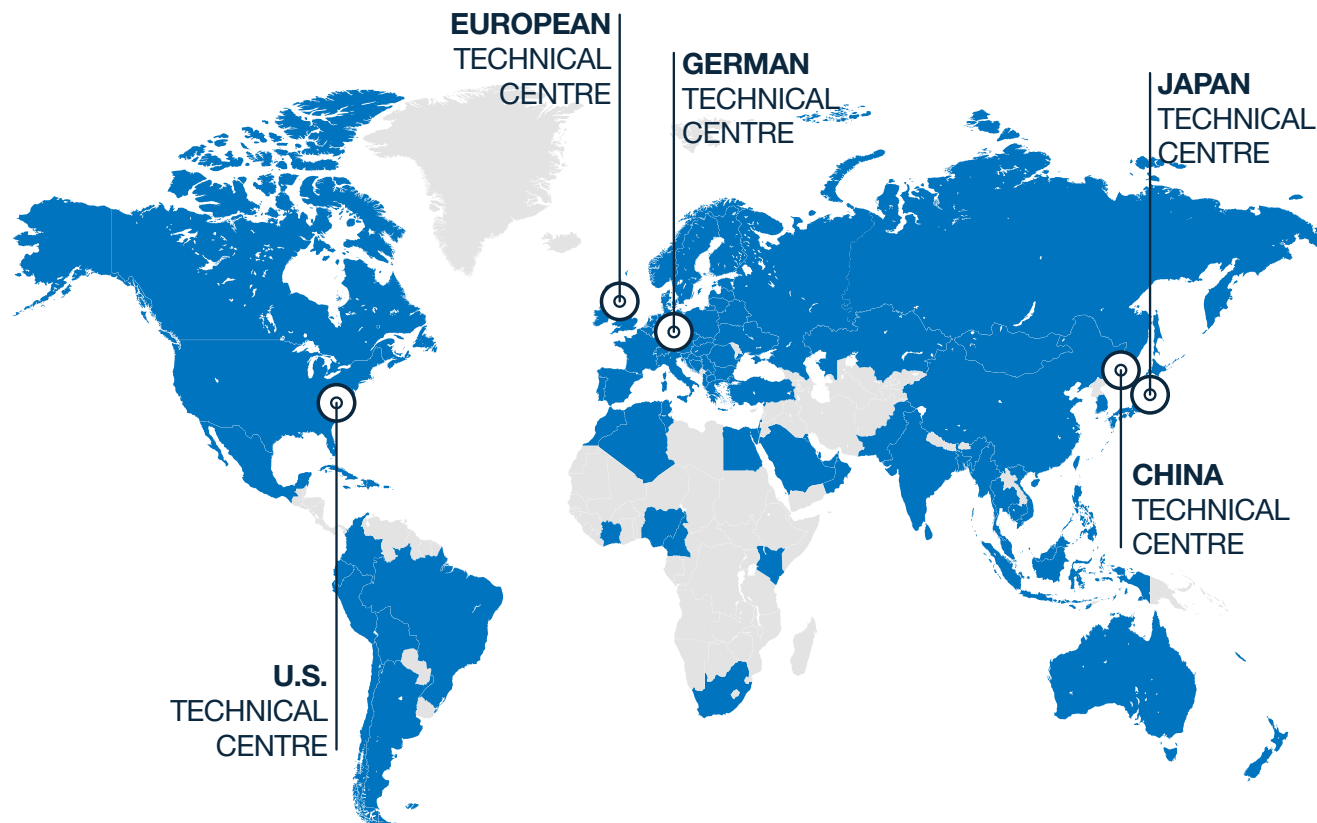 EUROPEAN
TECHNICAL
CENTRE
GERMAN
TECHNICAL
CENTRE
JAPAN
TECHNICAL
CENTRE
CHINA
TECHNICAL
CENTRE
U.S.
TECHNICAL
CENTRE